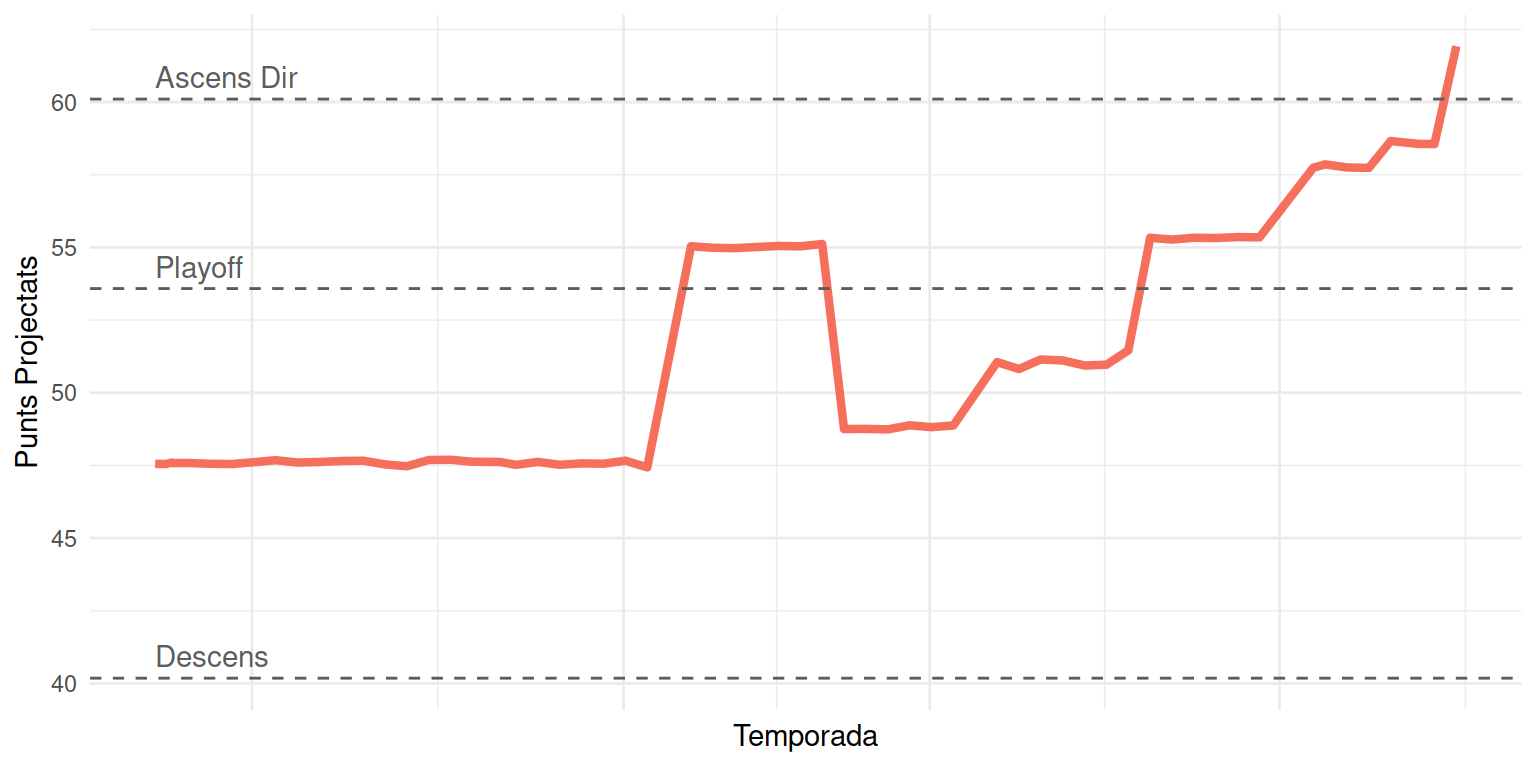 Ascens Dir
60
55
Playoff
50
45
Descens
40
Punts Projectats
Temporada